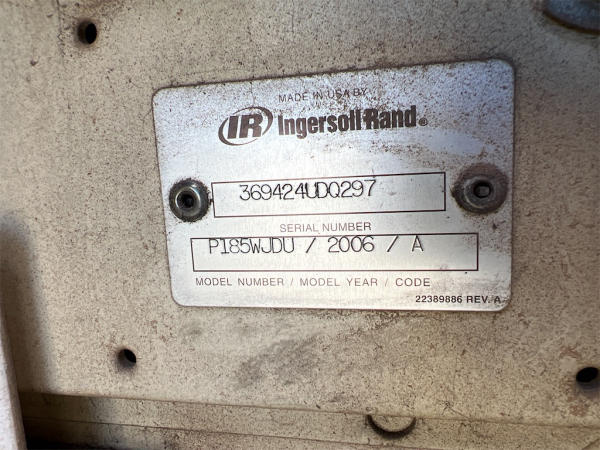 MADE IN USA BY
IR Ingersoll Rand®
369424UDQ297
SERIAL NUMBER
P185WJDU / 2006 / A
MODEL NUMBER / MODEL YEAR / CODE
22389886 REV. A